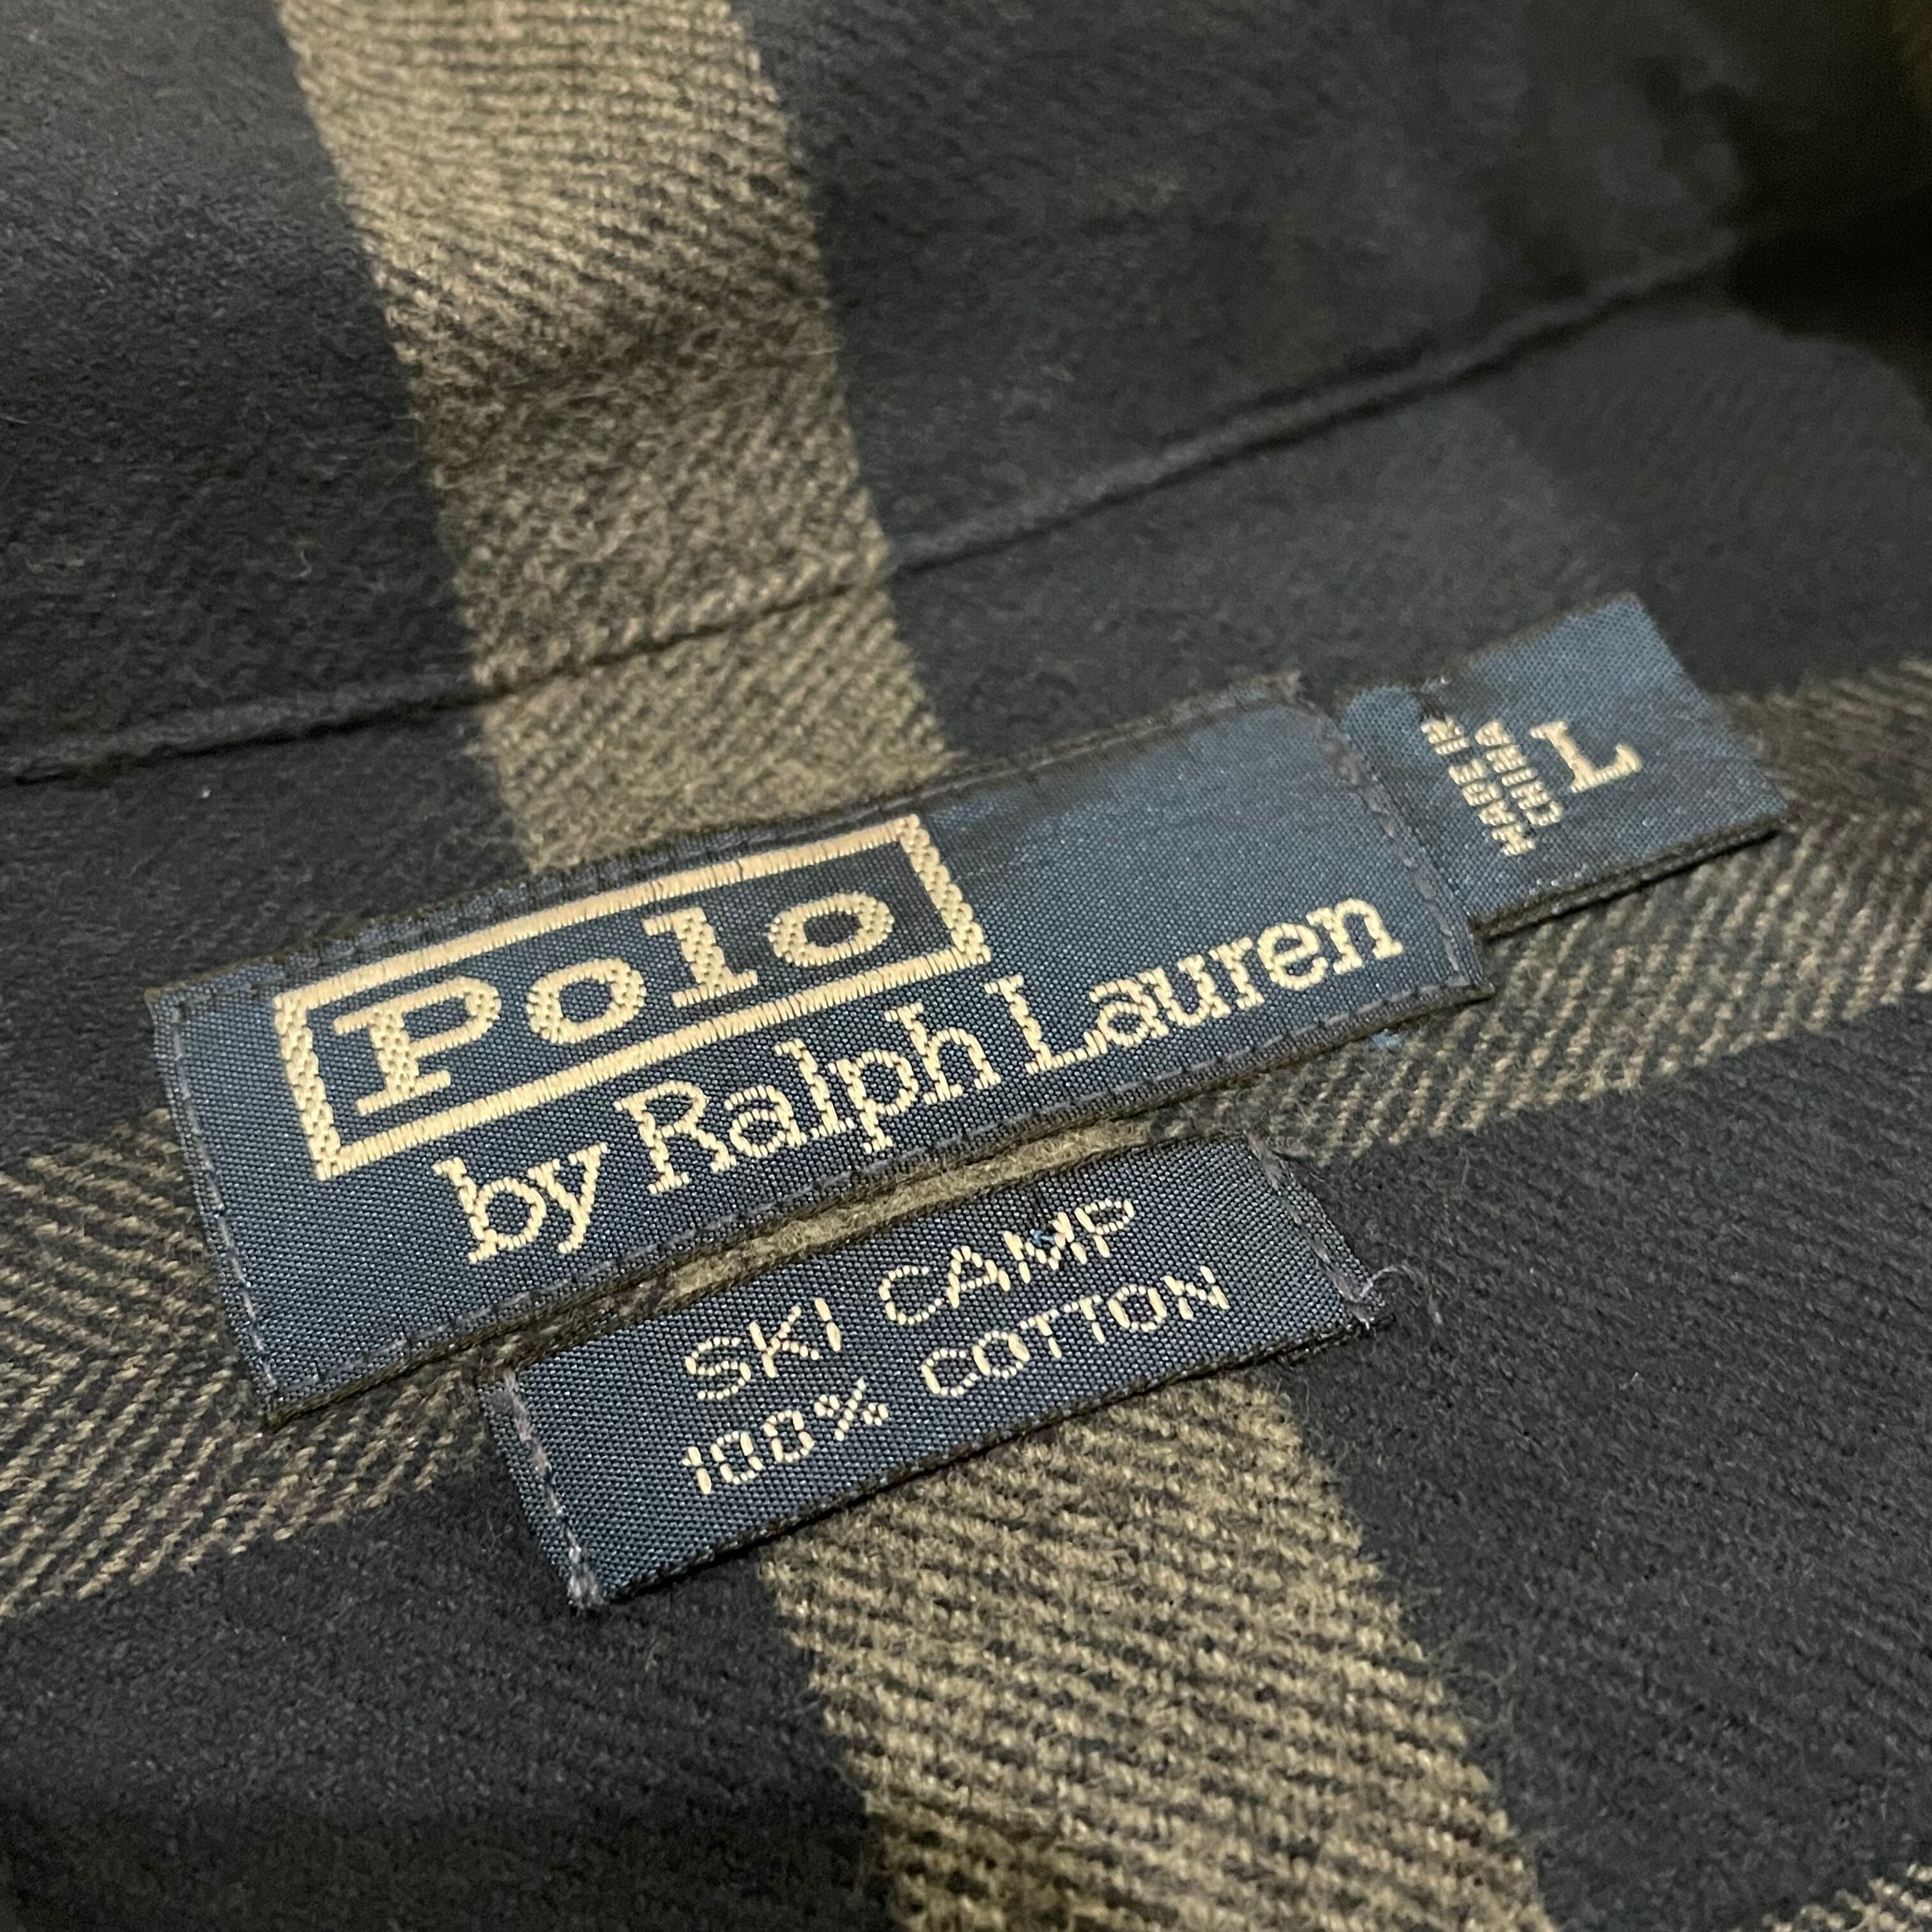 Polo
by Ralph Lauren
L
MADE IN
CHINA
SKI CAMP
100% COTTON